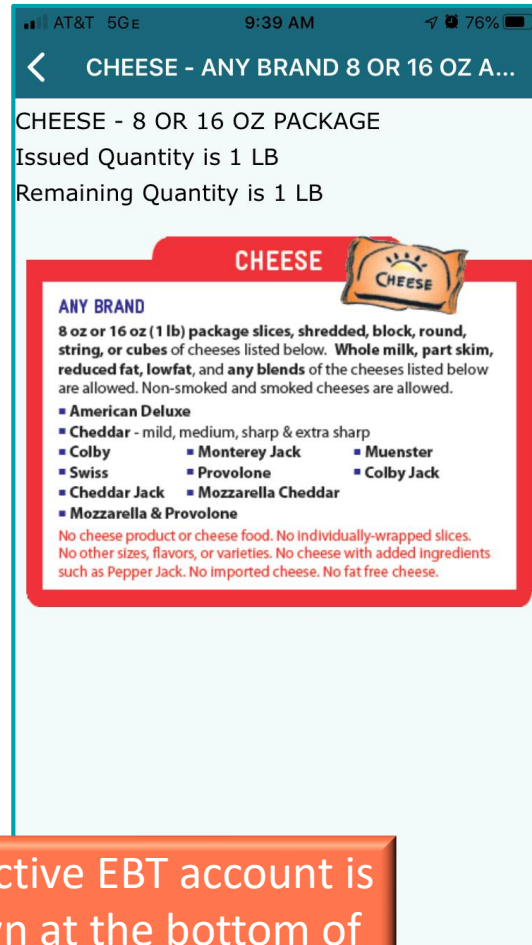 AT&T 5GE 9:39 AM 76%
CHEESE - ANY BRAND 8 OR 16 OZ A...
CHEESE - 8 OR 16 OZ PACKAGE
Issued Quantity is 1 LB
Remaining Quantity is 1 LB
CHEESE
CHEESE
ANY BRAND
8 oz or 16 oz (1 lb) package slices, shredded, block, round,
string, or cubes of cheeses listed below. Whole milk, part skim,
reduced fat, lowfat, and any blends of the cheeses listed below
are allowed. Non-smoked and smoked cheeses are allowed.
▪ American Deluxe
▪ Cheddar - mild, medium, sharp & extra sharp
▪ Colby ▪ Monterey Jack ▪ Muenster
▪ Swiss ▪ Provolone ▪ Colby Jack
▪ Cheddar Jack ▪ Mozzarella Cheddar
▪ Mozzarella & Provolone
No cheese product or cheese food. No individually-wrapped slices.
No other sizes, flavors, or varieties. No cheese with added ingredients
such as Pepper Jack. No imported cheese. No fat free cheese.
ctive EBT account is
n at the bottom of